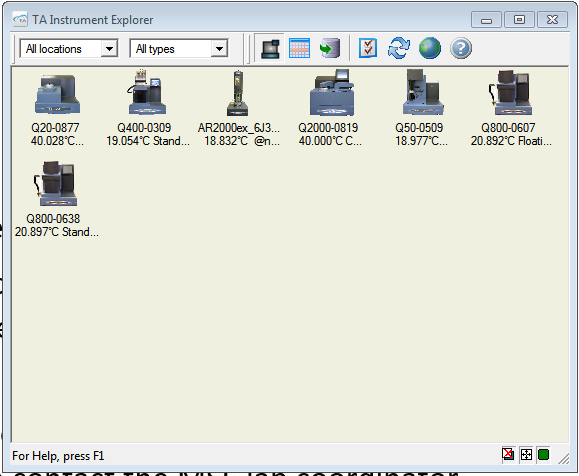 TA Instrument Explorer
All locations All types
Q20-0877 Q400-0309 AR2000ex_6J3... Q2000-0819 Q50-0509 Q800-0607
40.028°C... 19.054°C Stand... 18.832°C @n... 40.000°C C... 18.977°C... 20.892°C Floati...
Q800-0638
20.897°C Stand...
For Help, press F1